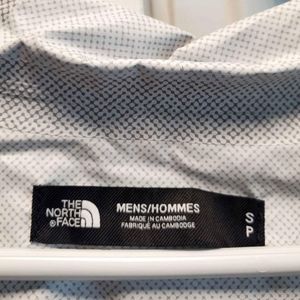 THE
NORTH
®FACE
MENS/HOMMES
MADE IN CAMBODIA
FABRIQUÉ AU CAMBODGE
S
P